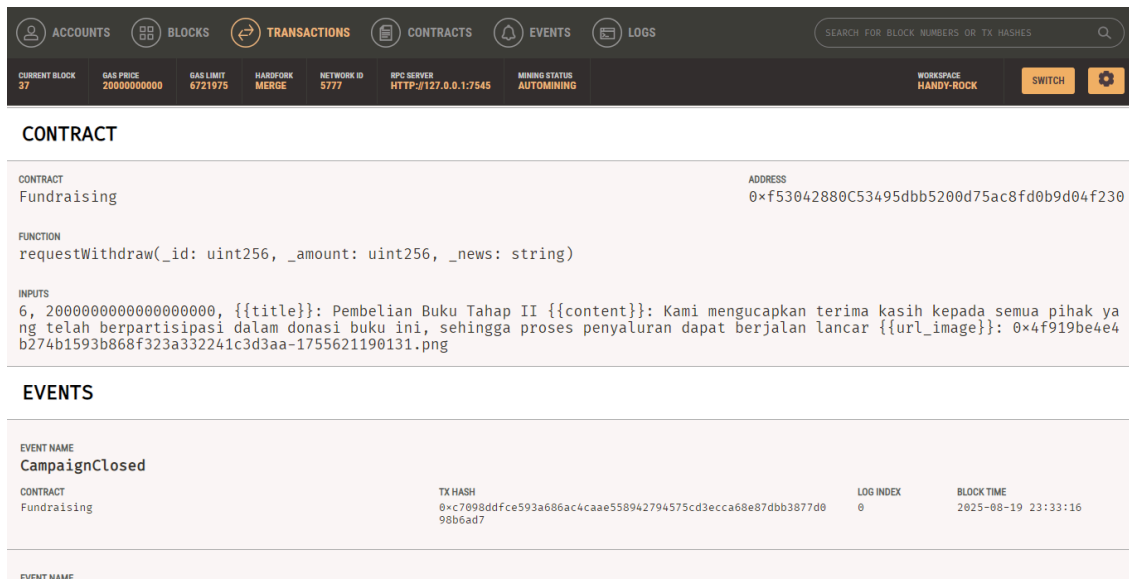 ACCOUNTS BLOCKS TRANSACTIONS CONTRACTS EVENTS LOGS SEARCH FOR BLOCK NUMBERS OR TX HASHES
CURRENT BLOCK GAS PRICE GAS LIMIT HARDFORK NETWORK ID RPC SERVER MINING STATUS WORKSPACE
37 20000000000 6721975 MERGE 5777 HTTP://127.0.0.1:7545 AUTOMINING HANDY-ROCK SWITCH
CONTRACT
CONTRACT ADDRESS
Fundraising 0×f53042880C53495dbb5200d75ac8fd0b9d04f230
FUNCTION
requestWithdraw(_id: uint256, _amount: uint256, _news: string)
INPUTS
6, 2000000000000000000, {{title}}: Pembelian Buku Tahap II {{content}}: Kami mengucapkan terima kasih kepada semua pihak ya
ng telah berpartisipasi dalam donasi buku ini, sehingga proses penyaluran dapat berjalan lancar {{url_image}}: 0×4f919be4e4
b274b1593b868f323a332241c3d3aa-1755621190131.png
EVENTS
EVENT NAME
CampaignClosed
CONTRACT TX HASH LOG INDEX BLOCK TIME
Fundraising 0×c7098ddfce593a686ac4caae558942794575cd3ecca68e87dbb3877d0 0 2025-08-19 23:33:16
98b6ad7
EVENT NAME